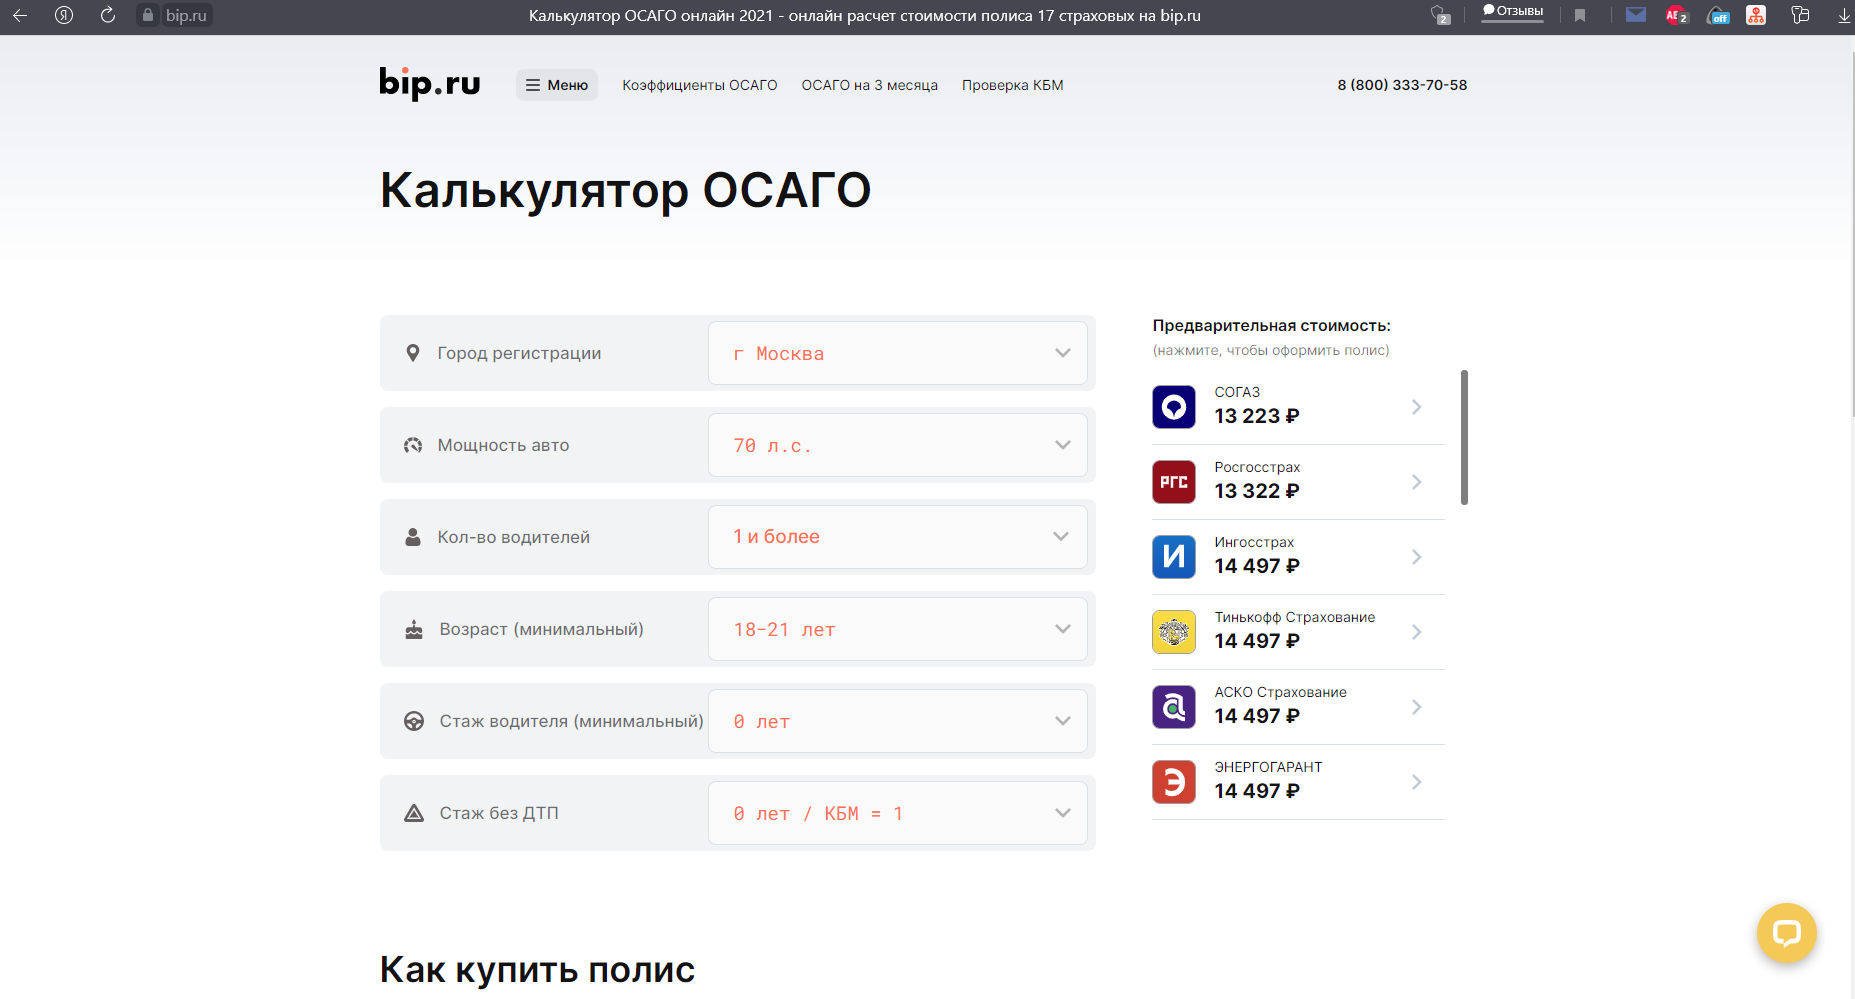 bip.ru
Калькулятор ОСАГО онлайн 2021 - онлайн расчет стоимости полиса 17 страховых на bip.ru
2
Отзывы
2
off
bip.ru
Меню
Коэффициенты ОСАГО
ОСАГО на 3 месяца
Проверка КБМ
8 (800) 333-70-58
Калькулятор ОСАГО
Город регистрации
г Москва
Мощность авто
70 л.с.
Кол-во водителей
1 и более
Возраст (минимальный)
18-21 лет
Стаж водителя (минимальный)
0 лет
Стаж без ДТП
0 лет / КБМ = 1
Предварительная стоимость:
(нажмите, чтобы оформить полис)
СОГАЗ
13 223 ₽
РГС
Росгосстрах
13 322 ₽
И
Ингосстрах
14 497 ₽
Тинькофф Страхование
14 497 ₽
а
АСКО Страхование
14 497 ₽
Э
ЭНЕРГОГАРАНТ
14 497 ₽
Как купить полис